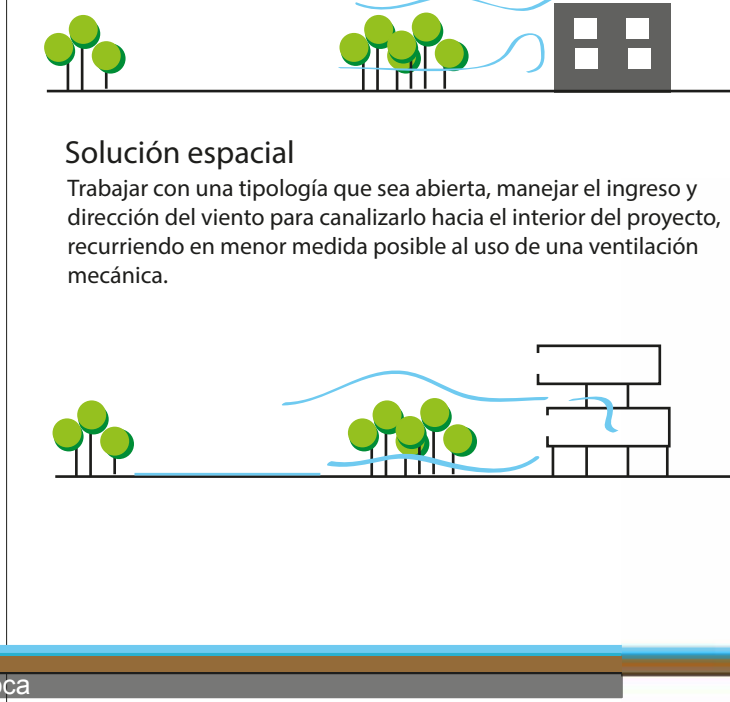 Solución espacial
Trabajar con una tipología que sea abierta, manejar el ingreso y
dirección del viento para canalizarlo hacia el interior del proyecto,
recurriendo en menor medida posible al uso de una ventilación
mecánica.